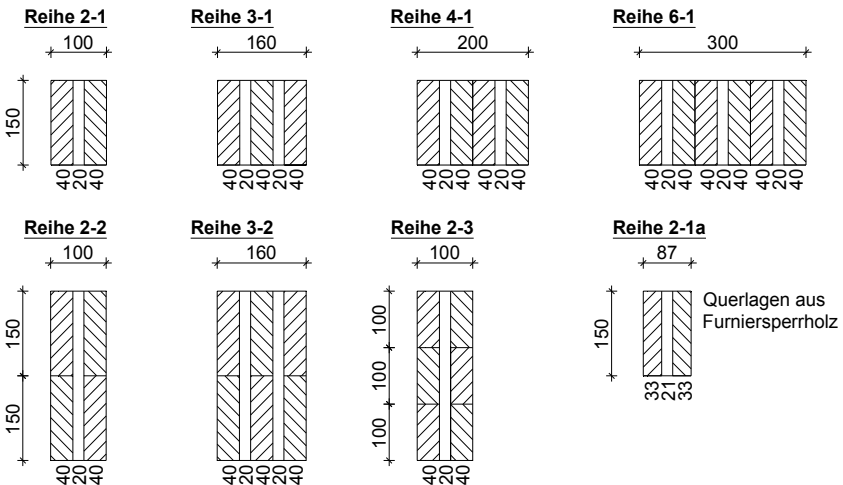 Reihe 2-1
Reihe 3-1
Reihe 4-1
Reihe 6-1
100
160
200
300
150
40 20 40
40 20 40 20 40
40 20 40 40 20 40
40 20 40 40 20 40 40 20 40
Reihe 2-2
Reihe 3-2
Reihe 2-3
Reihe 2-1a
100
160
100
87
150
150
150
150
100
100
100
150
Querlagen aus
Furniersperrholz
33 21 33
40 20 40
40 20 40 20 40
40 20 40